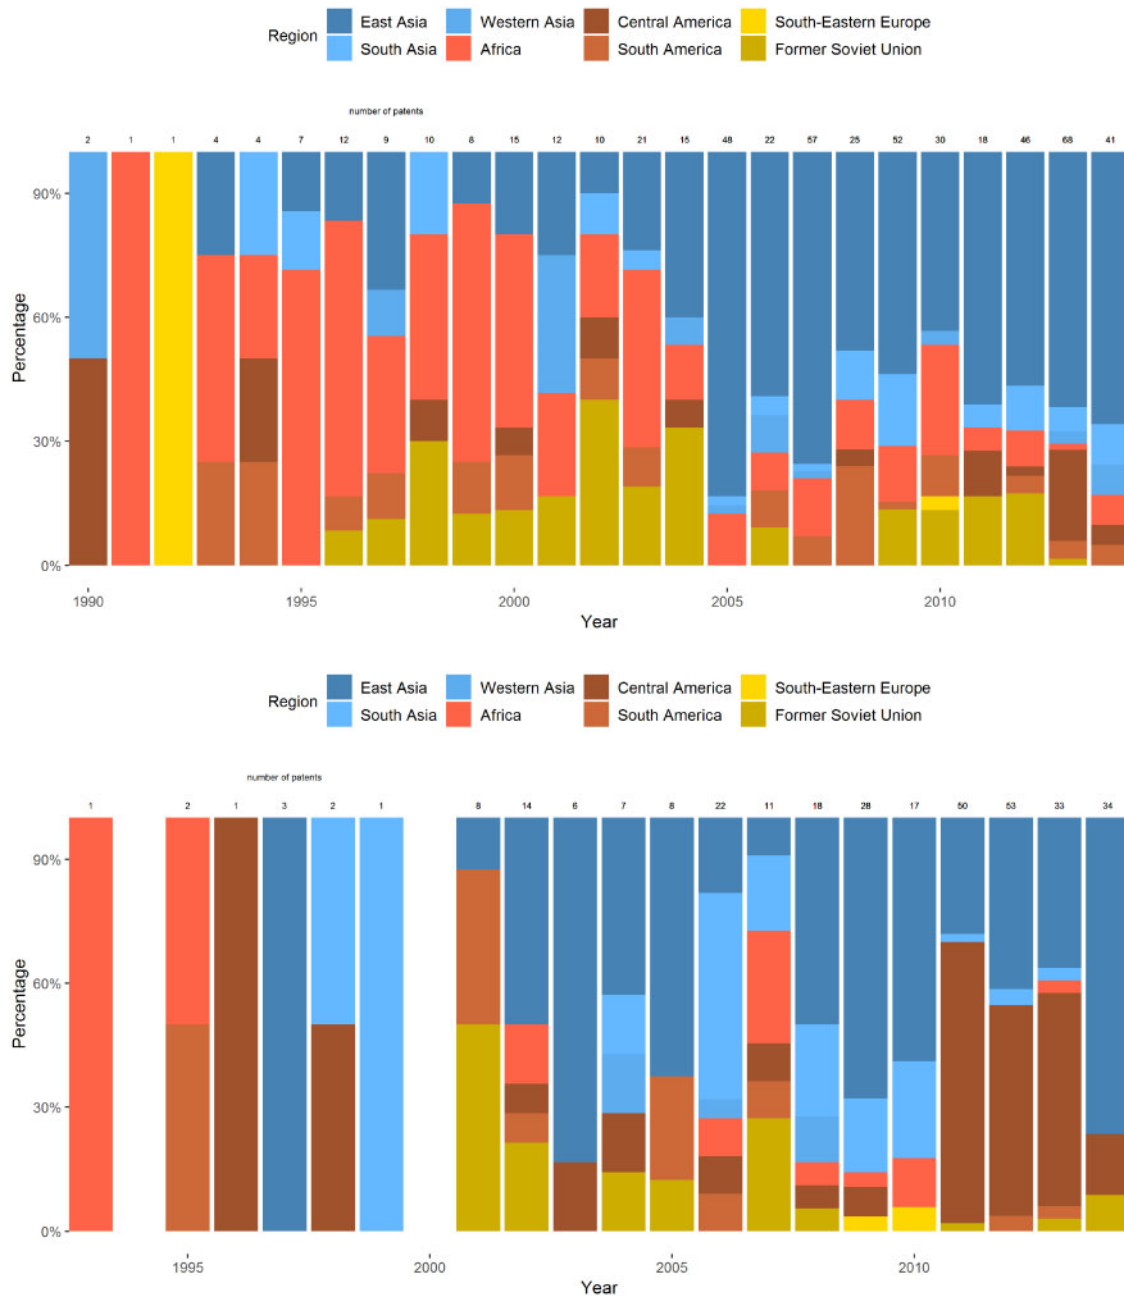 Region East Asia Western Asia Central America South-Eastern Europe
South Asia Africa South America Former Soviet Union
number of patents
2 1 1 4 4 7 12 9 10 8 15 12 10 21 15 48 22 57 25 52 30 18 46 68 41
90%
60%
30%
0%
Percentage
1990 1995 2000 2005 2010
Year
Region East Asia Western Asia Central America South-Eastern Europe
South Asia Africa South America Former Soviet Union
number of patents
1 2 1 3 2 1 8 14 6 7 8 22 11 18 28 17 50 53 33 34
90%
60%
30%
0%
Percentage
1995 2000 2005 2010
Year